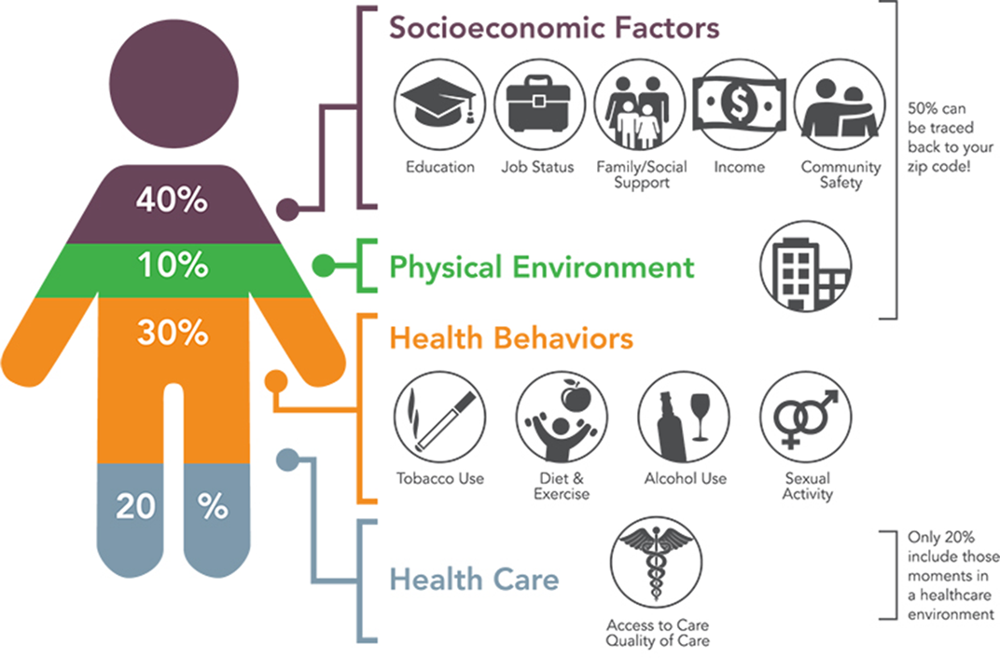 Socioeconomic Factors
Education
Job Status
Family/Social
Support
Income
Community
Safety
50% can
be traced
back to your
zip code!
40%
10%
Physical Environment
30%
Health Behaviors
Tobacco Use
Diet &
Exercise
Alcohol Use
Sexual
Activity
20 %
Health Care
Access to Care
Quality of Care
Only 20%
include those
moments in
a healthcare
environment